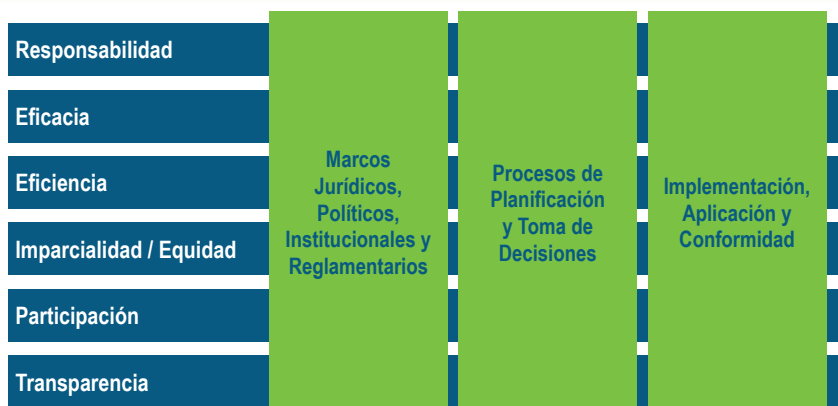 Responsabilidad
Eficacia
Eficiencia
Imparcialidad / Equidad
Participación
Transparencia
Marcos
Jurídicos,
Políticos,
Institucionales y
Reglamentarios
Procesos de
Planificación
y Toma de
Decisiones
Implementación,
Aplicación y
Conformidad